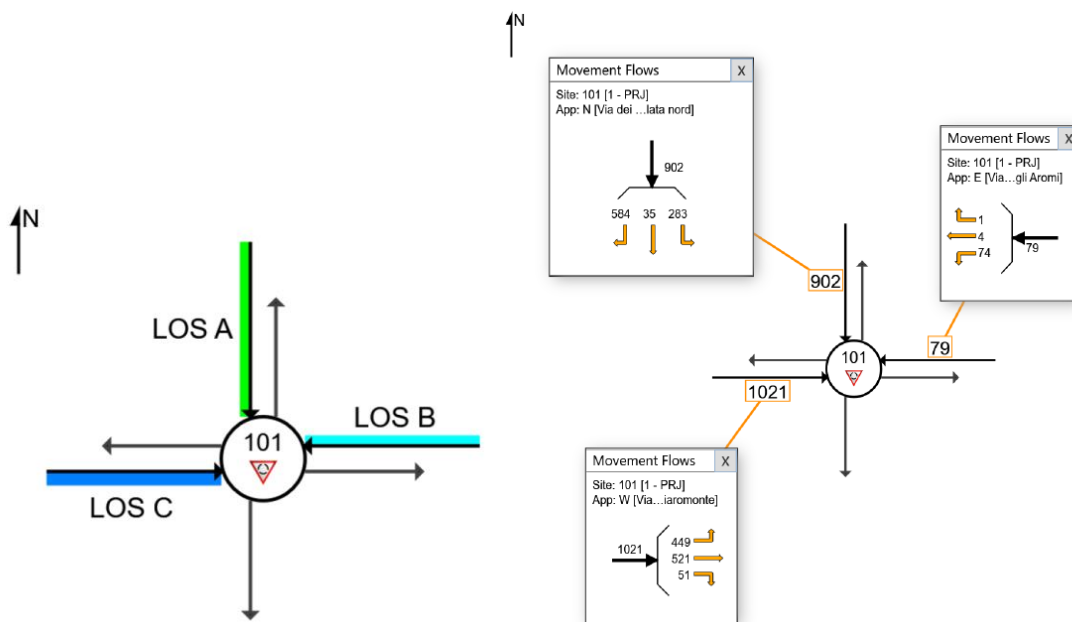 N
LOS A
101
LOS B
LOS C
N
Movement Flows X
Site: 101 [1 - PRJ]
App: N [Via dei ...lata nord]
902
584 35 283
Movement Flows X
Site: 101 [1 - PRJ]
App: E [Via...gli Aromi]
1
4
74
79
902
101
79
1021
Movement Flows X
Site: 101 [1 - PRJ]
App: W [Via...iaromonte]
1021
449
521
51